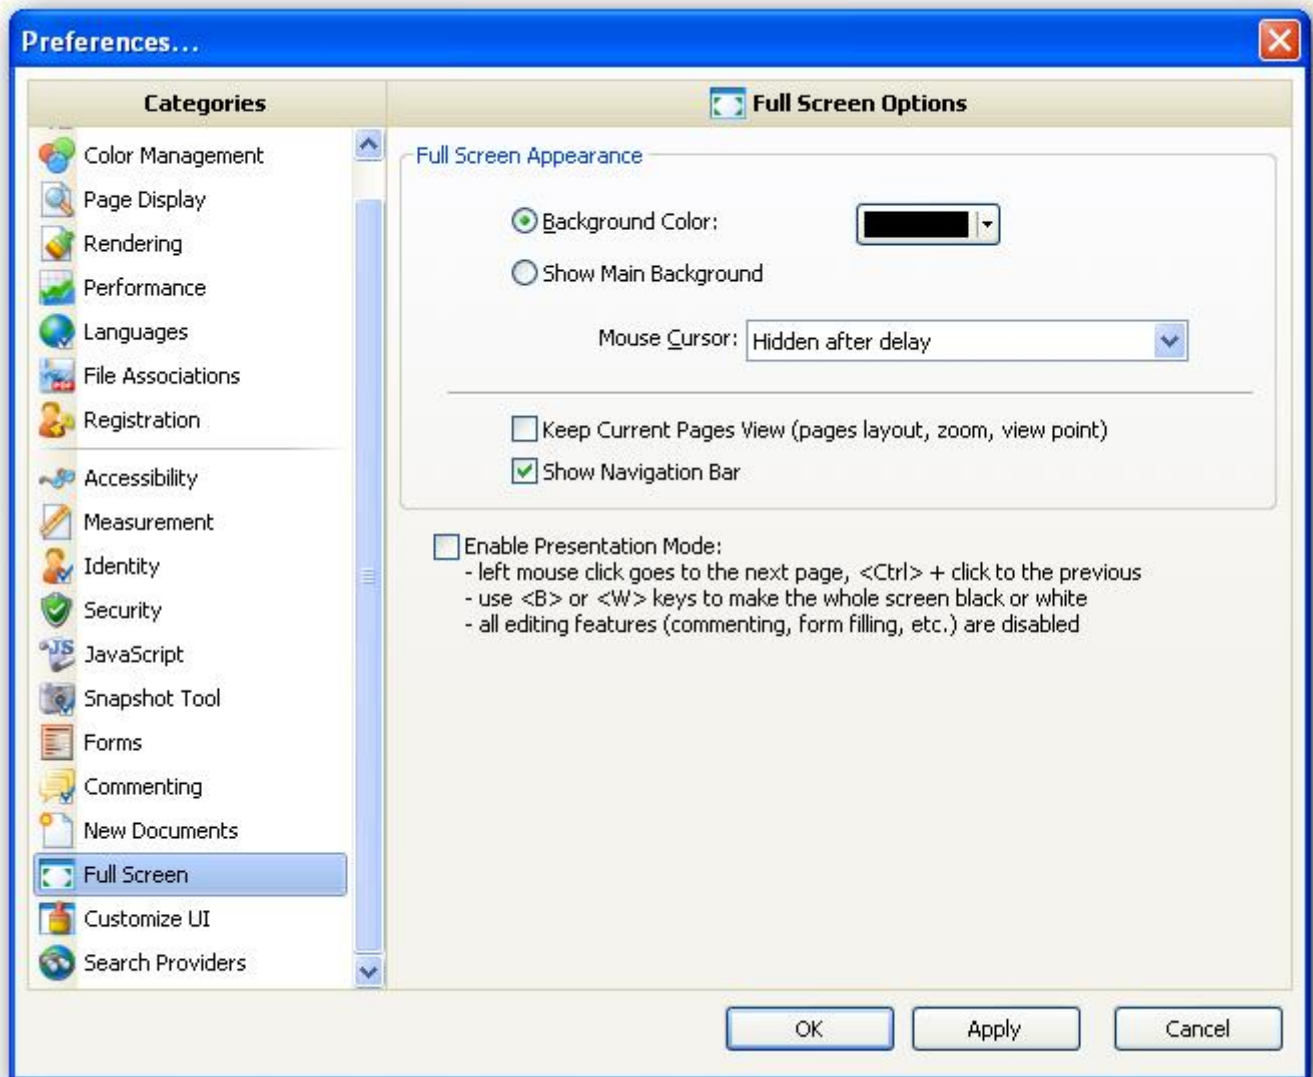 Preferences...
Categories
Full Screen Options
Color Management
Page Display
Rendering
Performance
Languages
File Associations
Registration
Accessibility
Measurement
Identity
Security
JavaScript
Snapshot Tool
Forms
Commenting
New Documents
Full Screen
Customize UI
Search Providers
Full Screen Appearance
Background Color:
Show Main Background
Mouse Cursor: Hidden after delay
Keep Current Pages View (pages layout, zoom, view point)
Show Navigation Bar
Enable Presentation Mode:
- left mouse click goes to the next page, <Ctrl> + click to the previous
- use <B> or <W> keys to make the whole screen black or white
- all editing features (commenting, form filling, etc.) are disabled
OK Apply Cancel